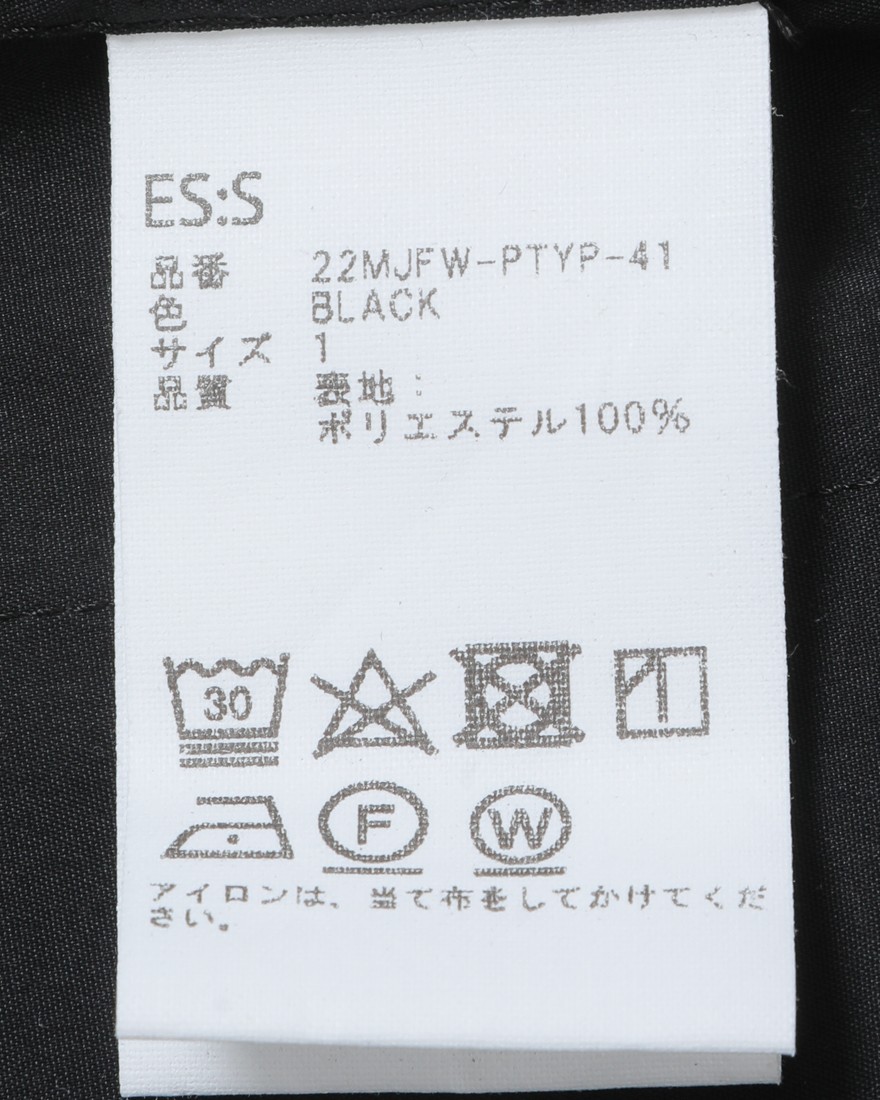 ES:S
品番 22MJFW-PTYP-41
色 BLACK
サイズ 1
品質 表地:
ポリエステル100%
30
F W
アイロンは、当て布をしてかけてくだ
さい。